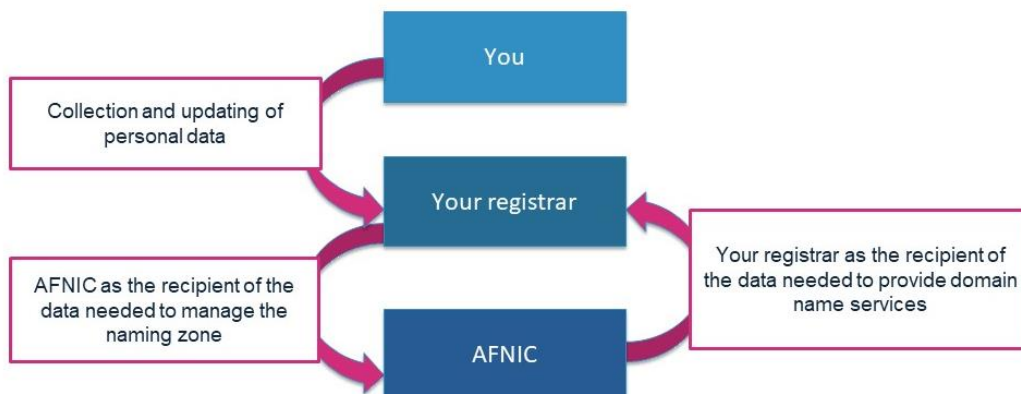 You
Collection and updating of
personal data
Your registrar
Your registrar as the recipient of
the data needed to provide domain
name services
AFNIC as the recipient of the
data needed to manage the
naming zone
AFNIC